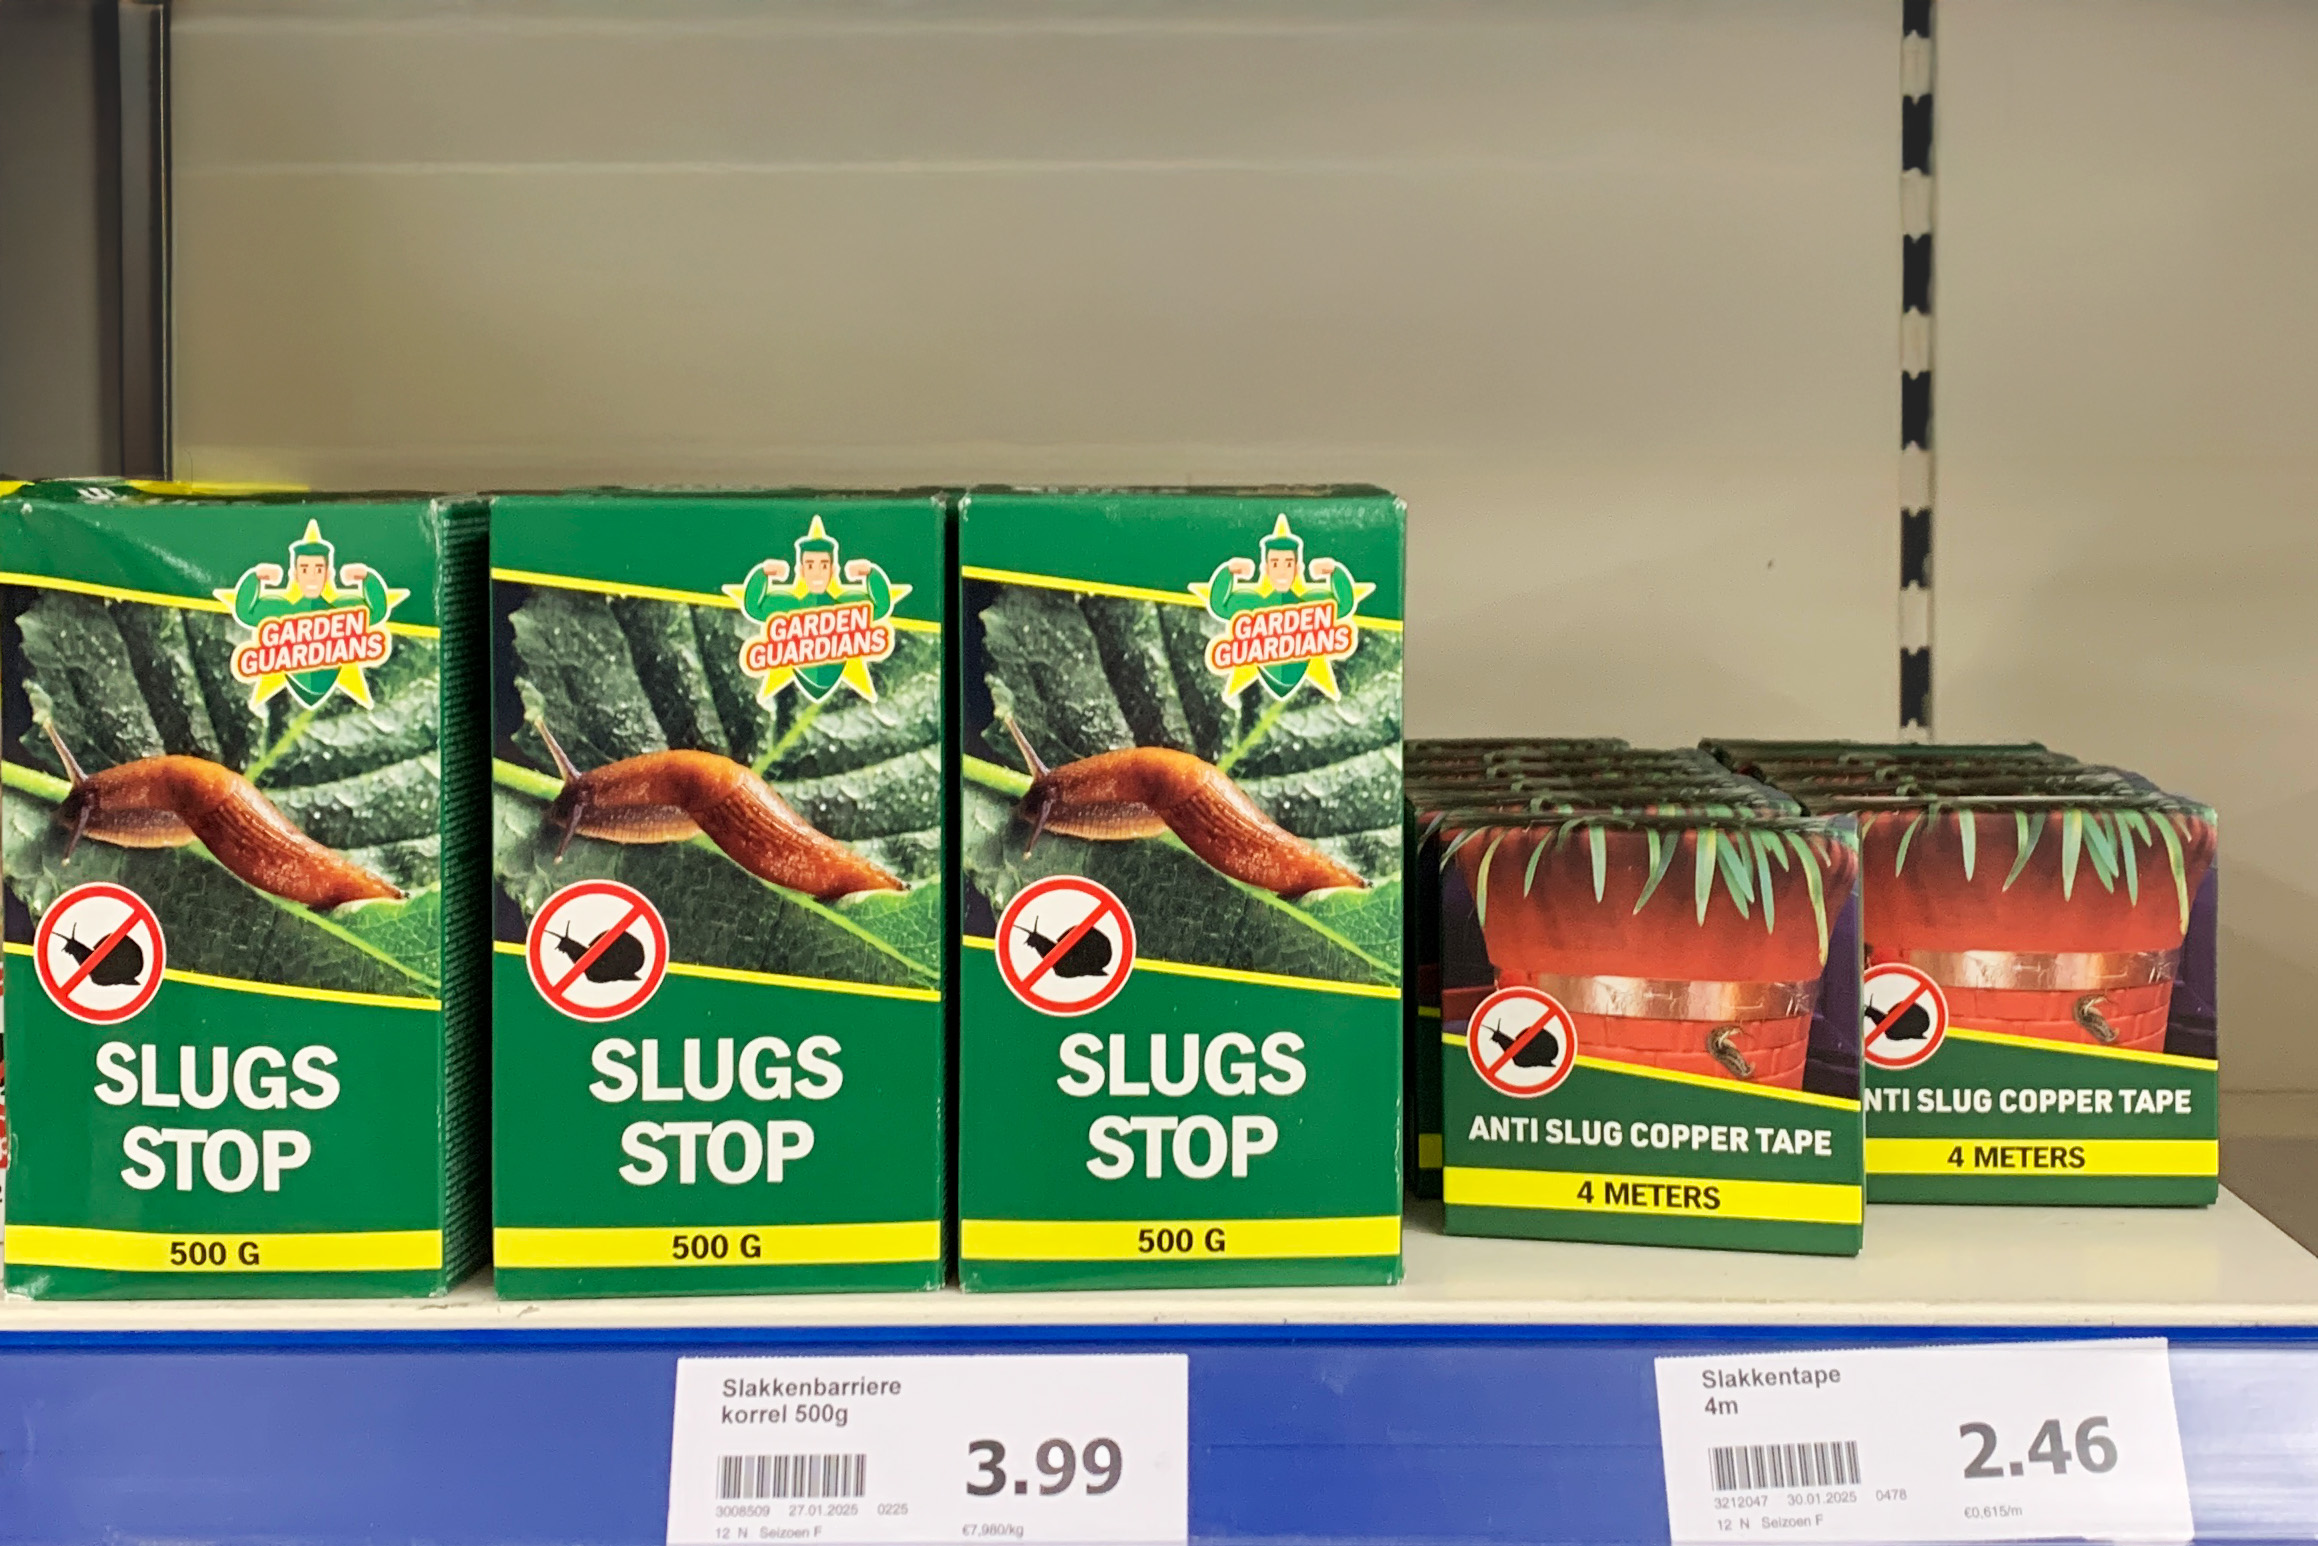 GARDEN
GUARDIANS
SLUGS
STOP
500 G
GARDEN
GUARDIANS
SLUGS
STOP
500 G
GARDEN
GUARDIANS
SLUGS
STOP
500 G
ANTI SLUG COPPER TAPE
4 METERS
NTI SLUG COPPER TAPE
4 METERS
Slakkenbarriere
korrel 500g
3.99
3008509 27.01.2025 0225
12 N Seizoen F
€7,980/kg
Slakkentape
4m
2.46
3212047 30.01.2025 0478
12 N Seizoen F
€0,615/m